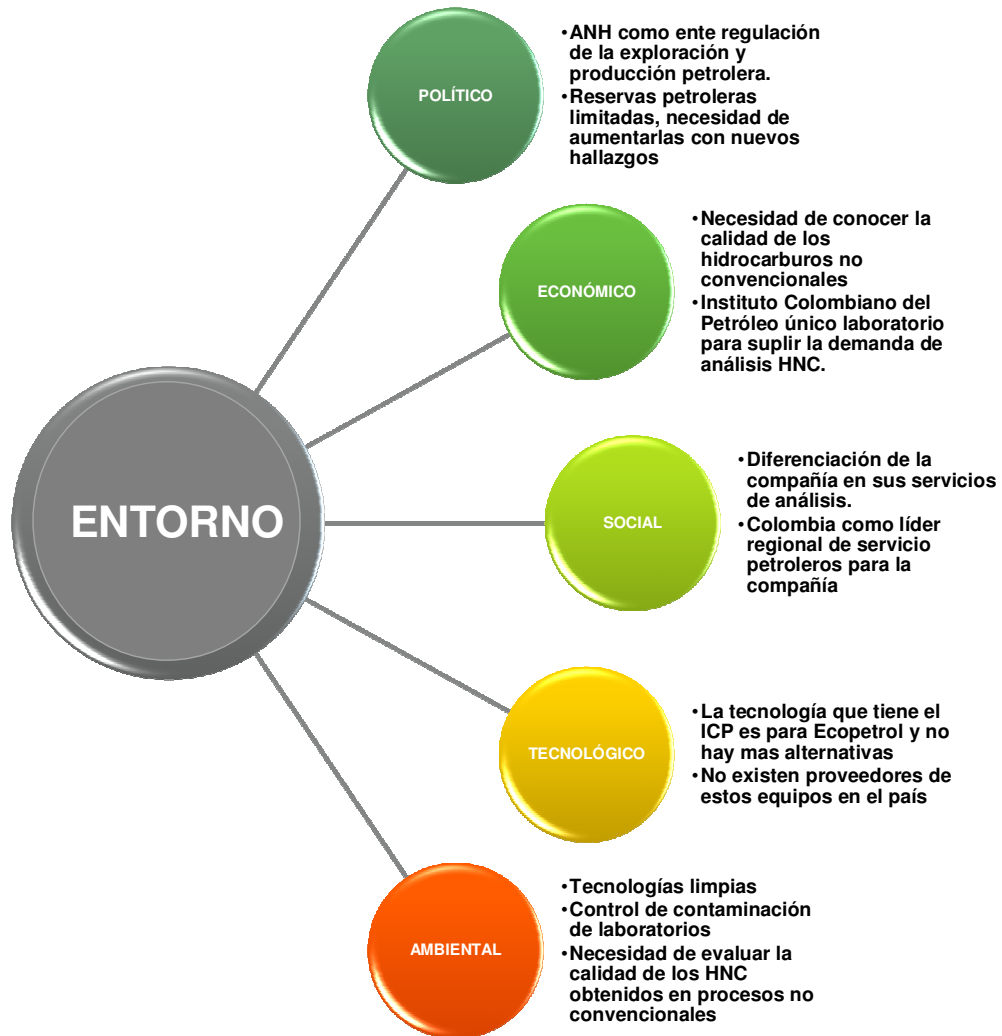 •ANH como ente regulación
de la exploración y
producción petrolera.
•Reservas petroleras
limitadas, necesidad de
aumentarlas con nuevos
hallazgos
POLÍTICO
•Necesidad de conocer la
calidad de los
hidrocarburos no
convencionales
•Instituto Colombiano del
Petróleo único laboratorio
para suplir la demanda de
análisis HNC.
ECONÓMICO
ENTORNO
•Diferenciación de la
compañía en sus servicios
de análisis.
•Colombia como líder
regional de servicio
petroleros para la
compañía
SOCIAL
•La tecnología que tiene el
ICP es para Ecopetrol y no
hay mas alternativas
•No existen proveedores de
estos equipos en el país
TECNOLÓGICO
•Tecnologías limpias
•Control de contaminación
de laboratorios
•Necesidad de evaluar la
calidad de los HNC
obtenidos en procesos no
convencionales
AMBIENTAL